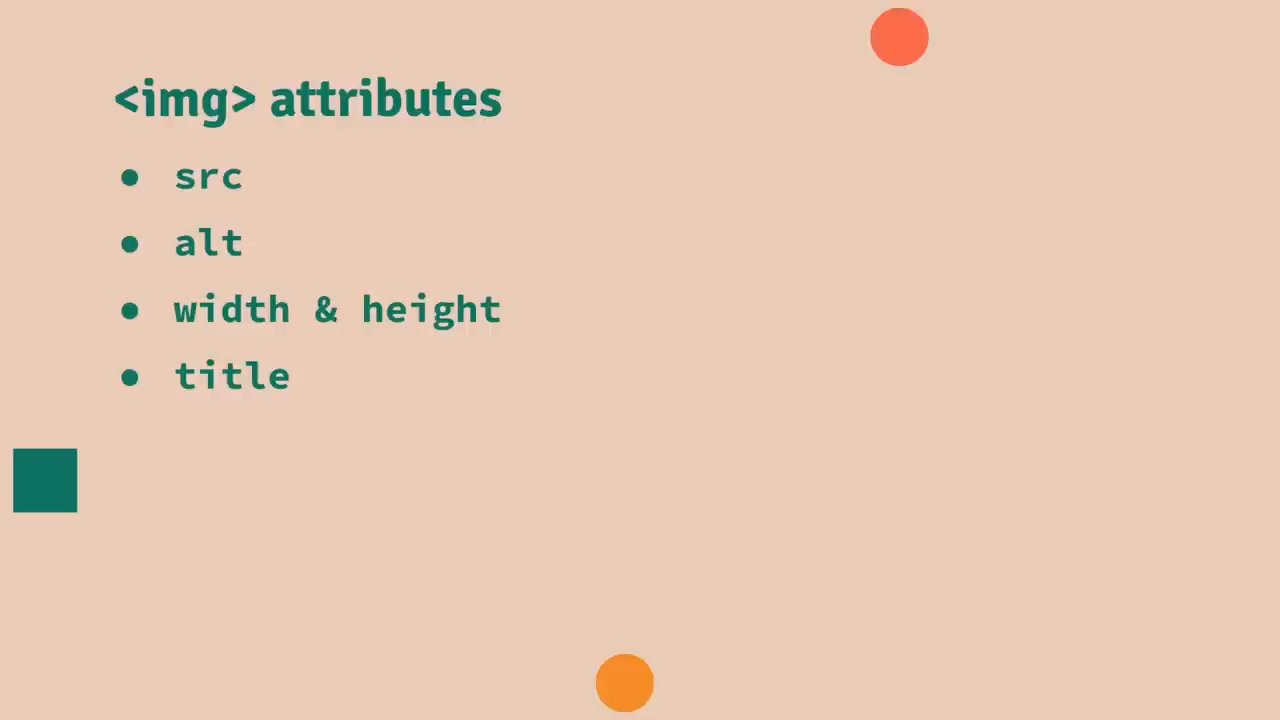 <img> attributes
● src
● alt
● width & height
● title